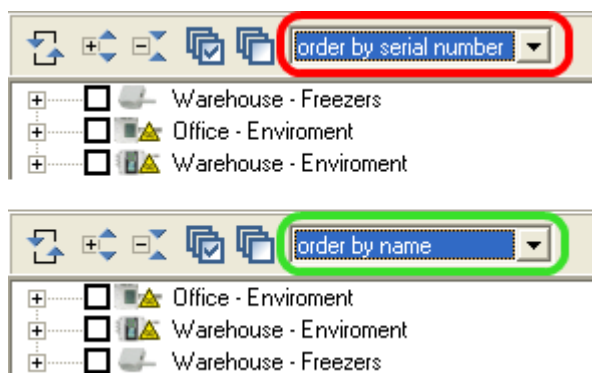 order by serial number
Warehouse - Freezers
Office - Enviroment
Warehouse - Enviroment
order by name
Office - Enviroment
Warehouse - Enviroment
Warehouse - Freezers